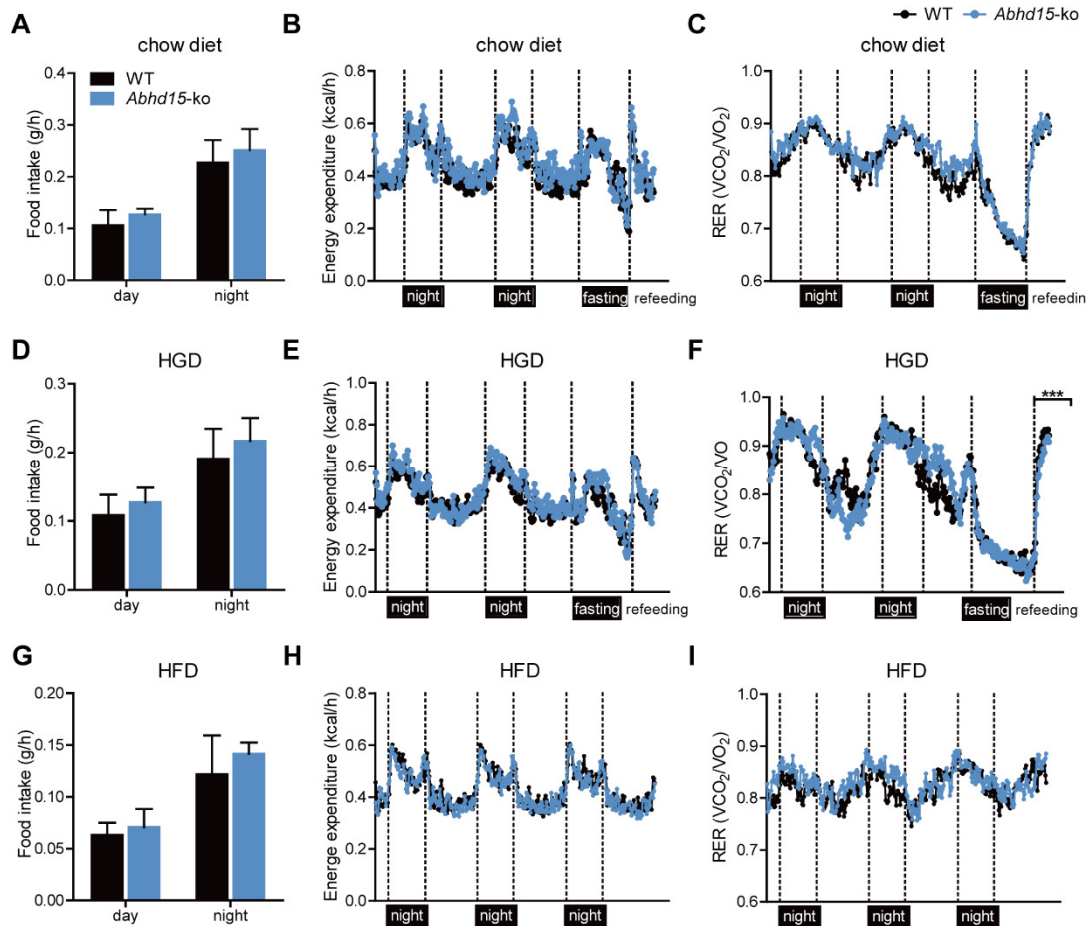 WT Abhd15-ko
A
chow diet
Food intake (g/h)
0.4
0.3
0.2
0.1
0.0
WT
Abhd15-ko
day night
B
chow diet
Energy expenditure (kcal/h)
0.8
0.6
0.4
0.2
0.0
night night fasting refeeding
C
chow diet
RER (VCO₂/VO₂)
1.0
0.9
0.8
0.7
0.6
night night fasting refeedin
D
HGD
Food intake (g/h)
0.3
0.2
0.1
0.0
day night
E
HGD
Energy expenditure (kcal/h)
1.0
0.8
0.6
0.4
0.2
0.0
night night fasting refeeding
F
HGD
RER (VCO₂/VO
1.0
0.90
0.8
0.7
0.6
***
night night fasting refeeding
G
HFD
Food intake (g/h)
0.20
0.15
0.10
0.05
0.00
day night
H
HFD
Energe expenditure (kcal/h)
0.8
0.6
0.4
0.2
0.0
night night night
I
HFD
RER (VCO₂/VO₂)
1.0
0.9
0.8
0.7
0.6
night night night